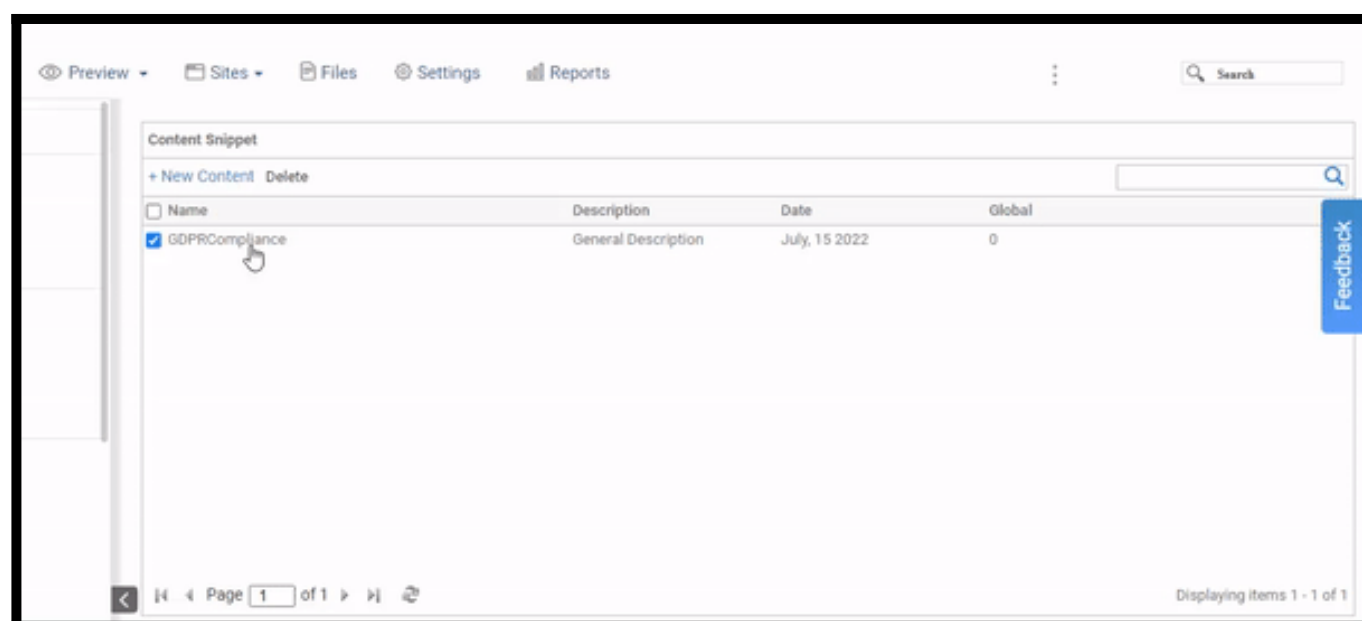 Preview Sites Files Settings Reports Search
Content Snippet
+ New Content Delete
Name Description Date Global
GDPRCompliance General Description July, 15 2022 0
Feedback
Page 1 of 1 Displaying items 1 - 1 of 1